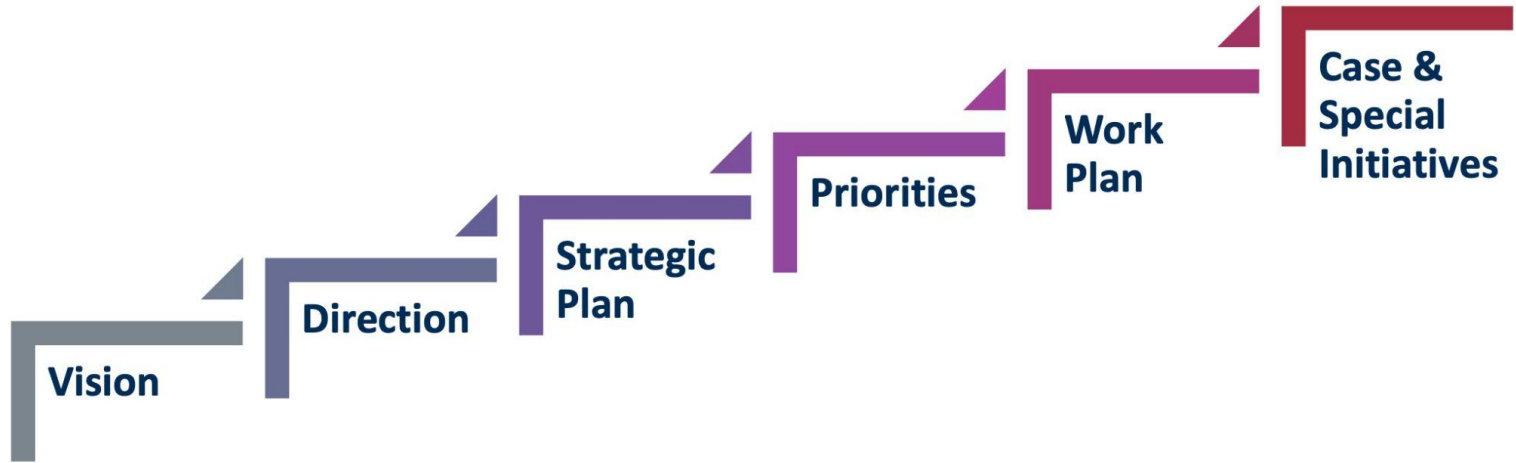 Vision
Direction
Strategic
Plan
Priorities
Work
Plan
Case &
Special
Initiatives